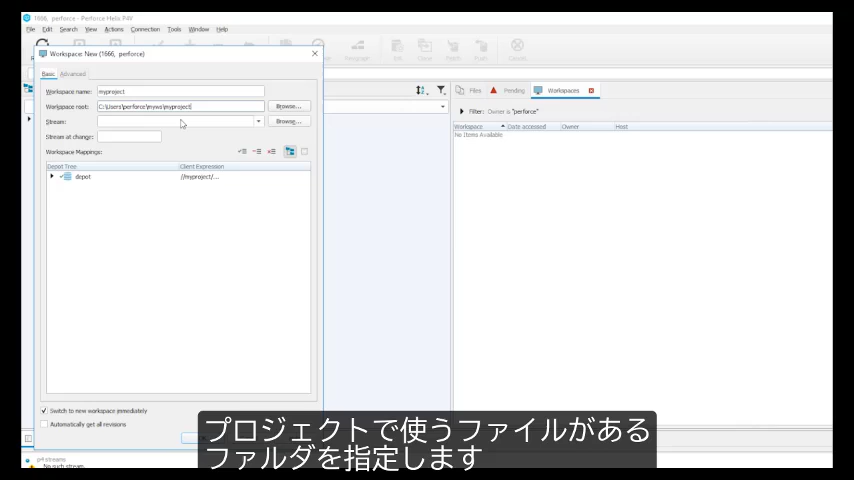 1666, perforce - Perforce Helix P4V
File Edit Search View Actions Connection Tools Window Help
Workspace: New (1666, perforce)
Basic Advanced
Workspace name: myproject
Workspace root: C:\Users\perforce\myws\myproject Browse...
Stream: Browse...
Stream at change:
Workspace Mappings:
Depot Tree Client Expression
depot //myproject/...
Switch to new workspace immediately
Automatically get all revisions
Files Pending Workspaces
Filter: Owner is "perforce"
Workspace Date accessed Owner Host
No Items Available
プロジェクトで使うファイルがある
ファルダを指定します
p4 streams
No such stream